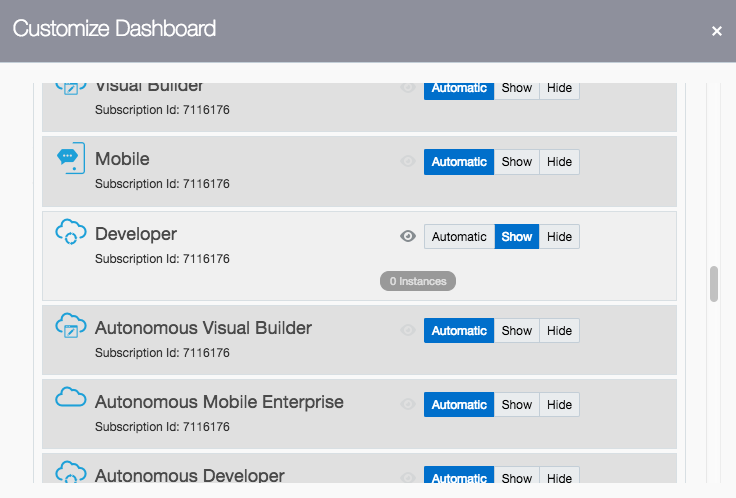 Customize Dashboard
×
Visual Builder
Automatic Show Hide
Subscription Id: 7116176
Mobile
Automatic Show Hide
Subscription Id: 7116176
Developer
Automatic Show Hide
Subscription Id: 7116176
0 Instances
Autonomous Visual Builder
Automatic Show Hide
Subscription Id: 7116176
Autonomous Mobile Enterprise
Automatic Show Hide
Subscription Id: 7116176
Autonomous Developer
Automatic Show Hide